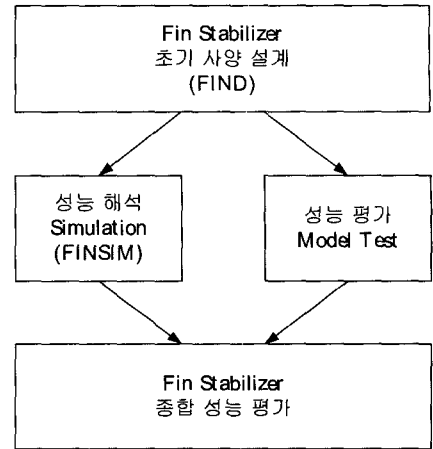 Fin Stabilizer
초기 사양 설계
(FIND)
성능 해석
Simulation
(FINSIM)
성능 평가
Model Test
Fin Stabilizer
종합 성능 평가